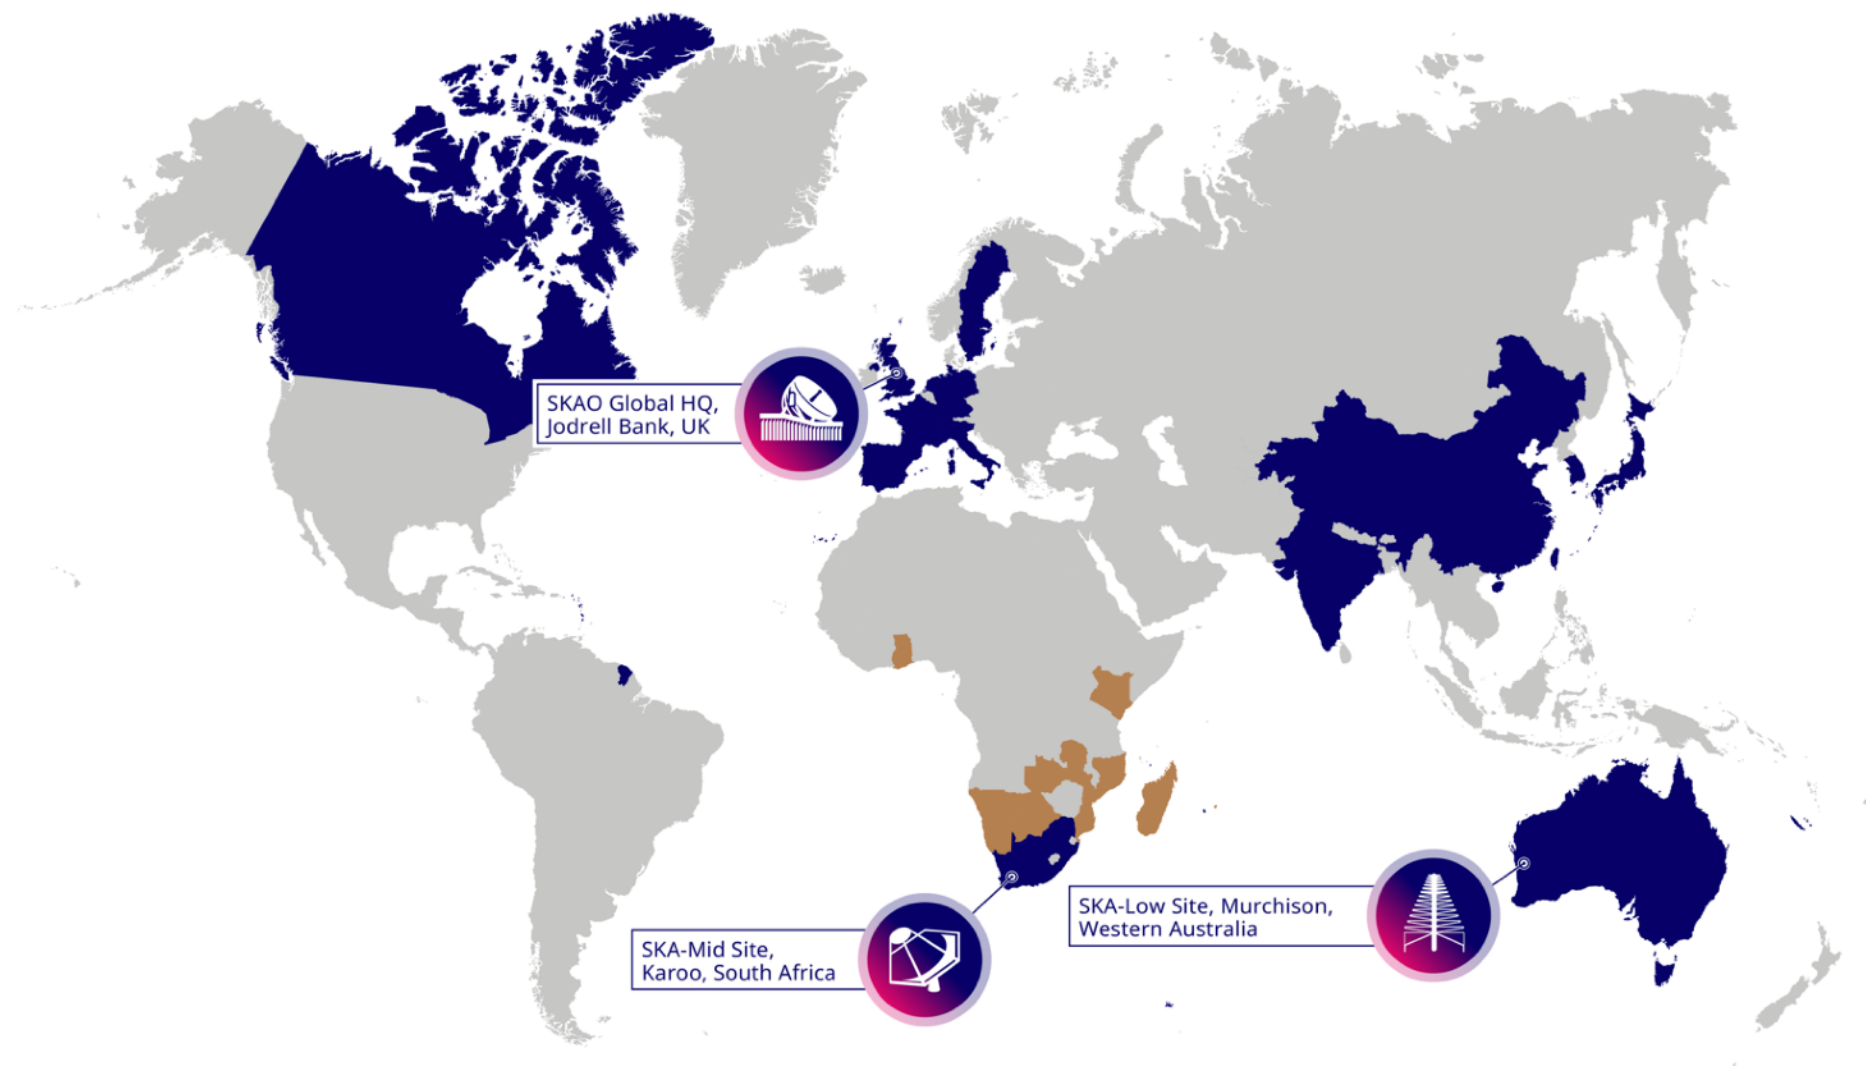 SKAO Global HQ,
Jodrell Bank, UK
SKA-Mid Site,
Karoo, South Africa
SKA-Low Site, Murchison,
Western Australia